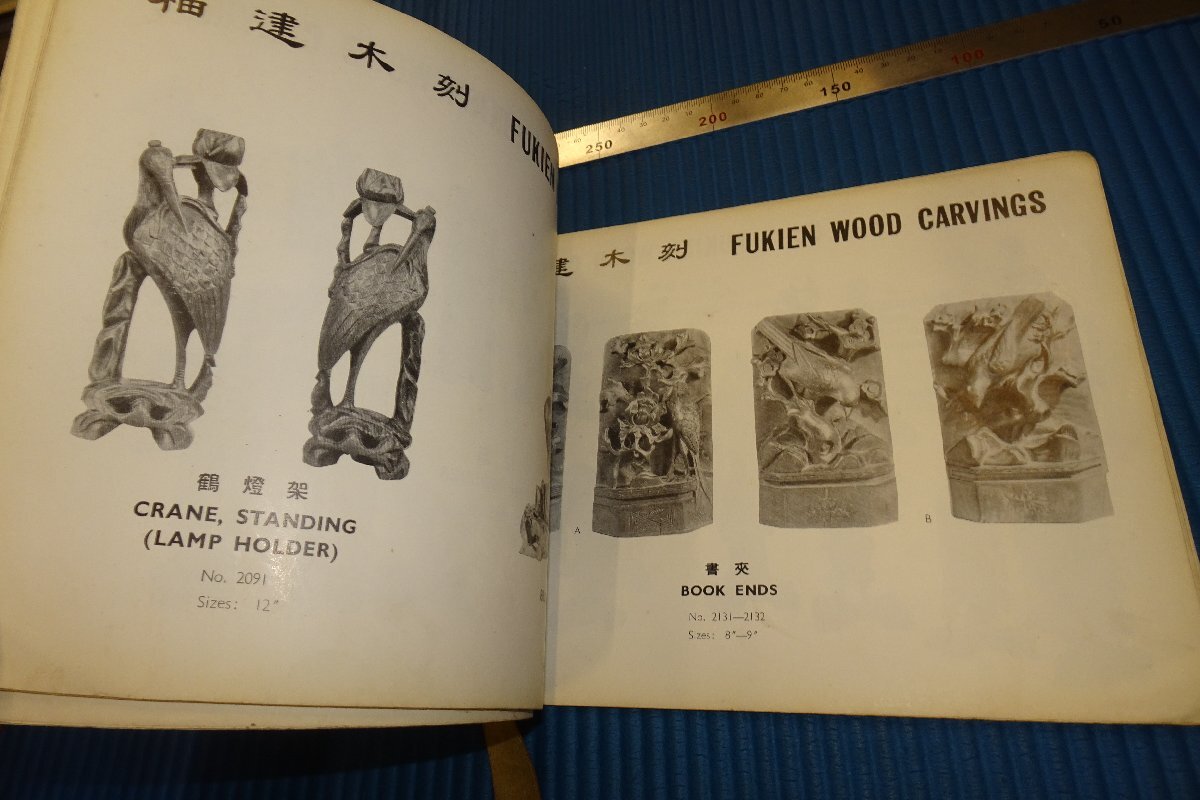 福建木刻
FUKIEN
鶴燈架
CRANE, STANDING
(LAMP HOLDER)
No. 2091
Sizes: 12"
建木刻 FUKIEN WOOD CARVINGS
A
B
書夾
BOOK ENDS
No. 2131—2132
Sizes: 8"—9"
250
200
150
100
50